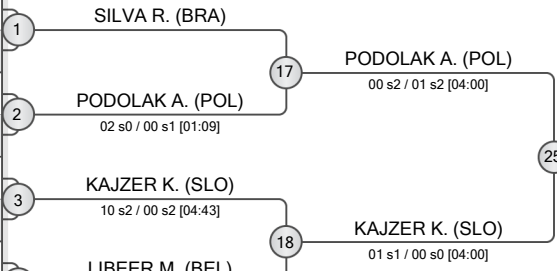 1
SILVA R. (BRA)
17
PODOLAK A. (POL)
00 s2 / 01 s2 [04:00]
2
PODOLAK A. (POL)
02 s0 / 00 s1 [01:09]
25
3
KAJZER K. (SLO)
10 s2 / 00 s2 [04:43]
18
KAJZER K. (SLO)
01 s1 / 00 s0 [04:00]
(BEL)